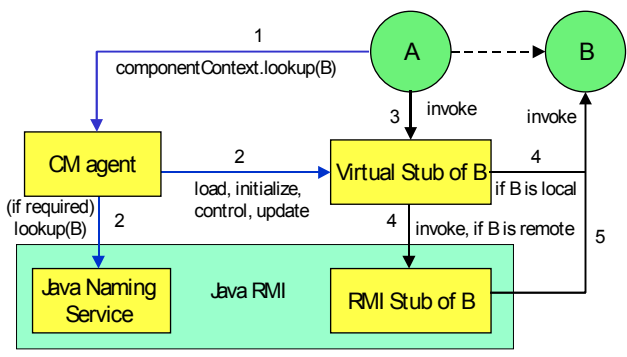 1
componentContext.lookup(B)
A
B
3
invoke
invoke
CM agent
2
load, initialize,
control, update
Virtual Stub of B
4
if B is local
(if required)
lookup(B)
2
4
invoke, if B is remote
5
Java Naming
Service
Java RMI
RMI Stub of B